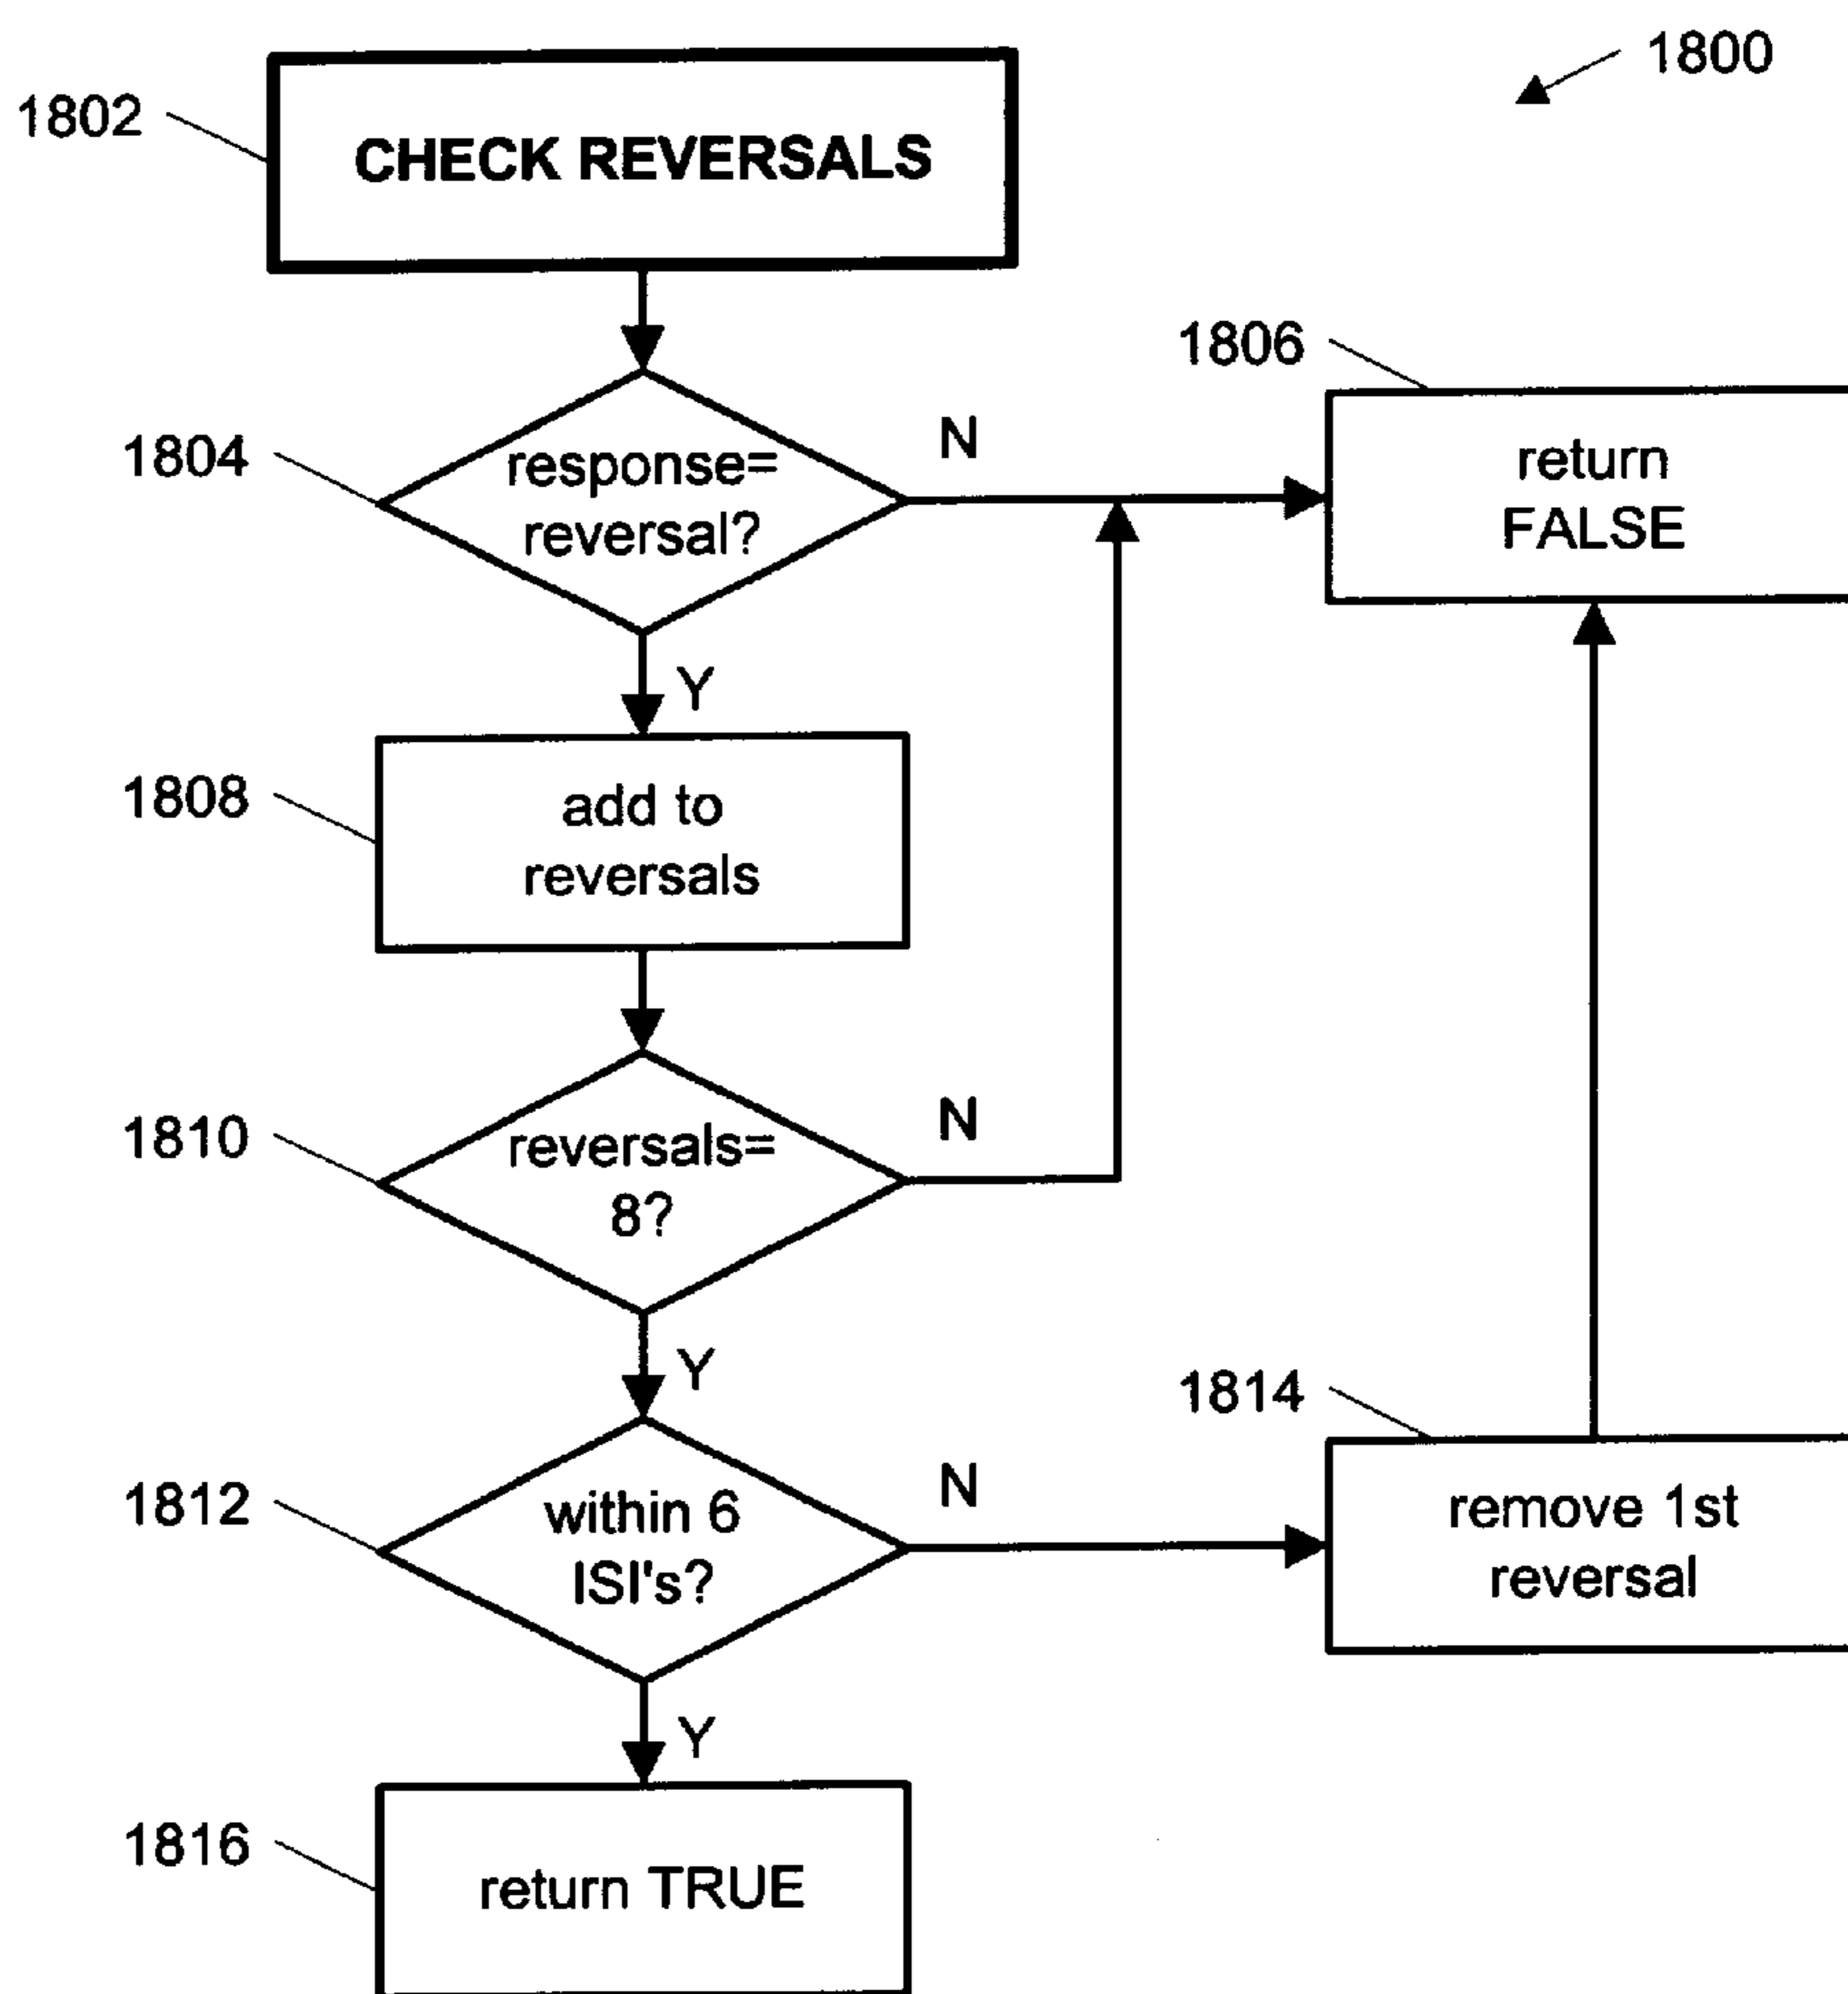 1800
1802
CHECK REVERSALS
1804
response=
reversal?
N
1806
return
FALSE
Y
1808
add to
reversals
1810
reversals=
8?
N
Y
1812
within 6
ISI's?
N
1814
remove 1st
reversal
Y
1816
return TRUE